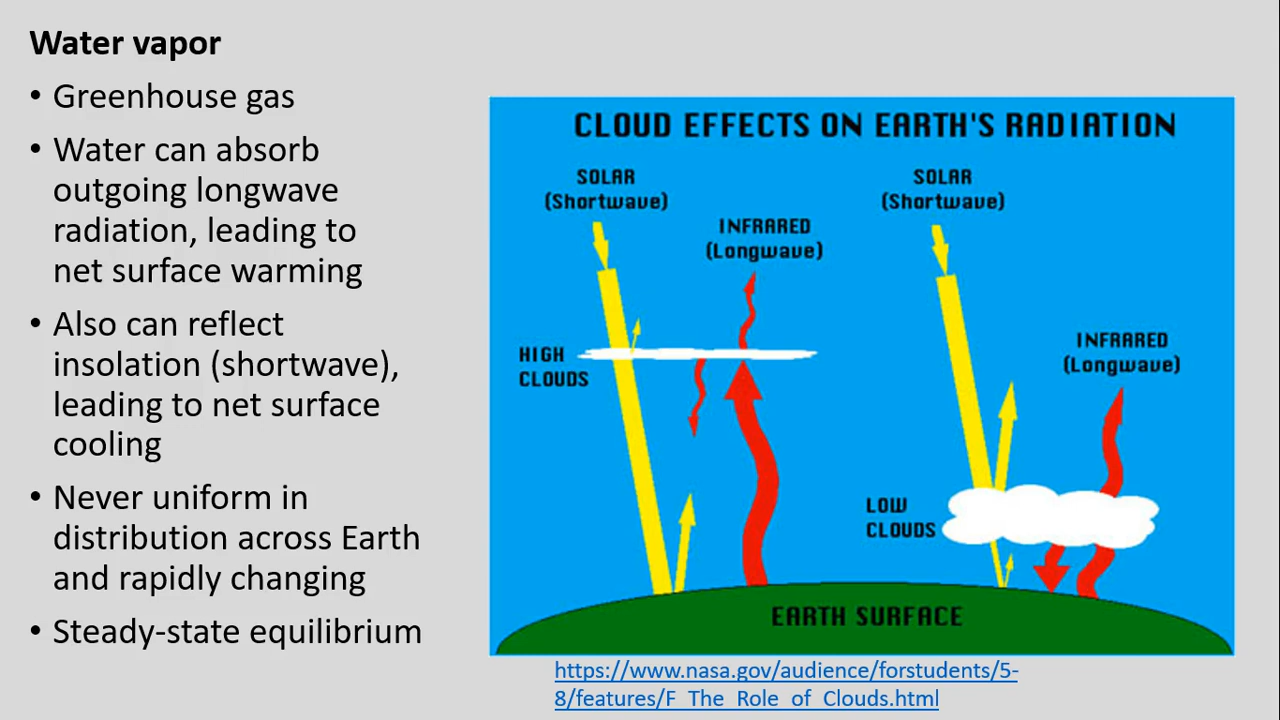 Water vapor
• Greenhouse gas
• Water can absorb
outgoing longwave
radiation, leading to
net surface warming
• Also can reflect
insolation (shortwave),
leading to net surface
cooling
• Never uniform in
distribution across Earth
and rapidly changing
• Steady-state equilibrium
CLOUD EFFECTS ON EARTH'S RADIATION
SOLAR
(Shortwave)
INFRARED
(Longwave)
HIGH
CLOUDS
SOLAR
(Shortwave)
INFRARED
(Longwave)
LOW
CLOUDS
EARTH SURFACE
https://www.nasa.gov/audience/forstudents/5-
8/features/F_The_Role_of_Clouds.html